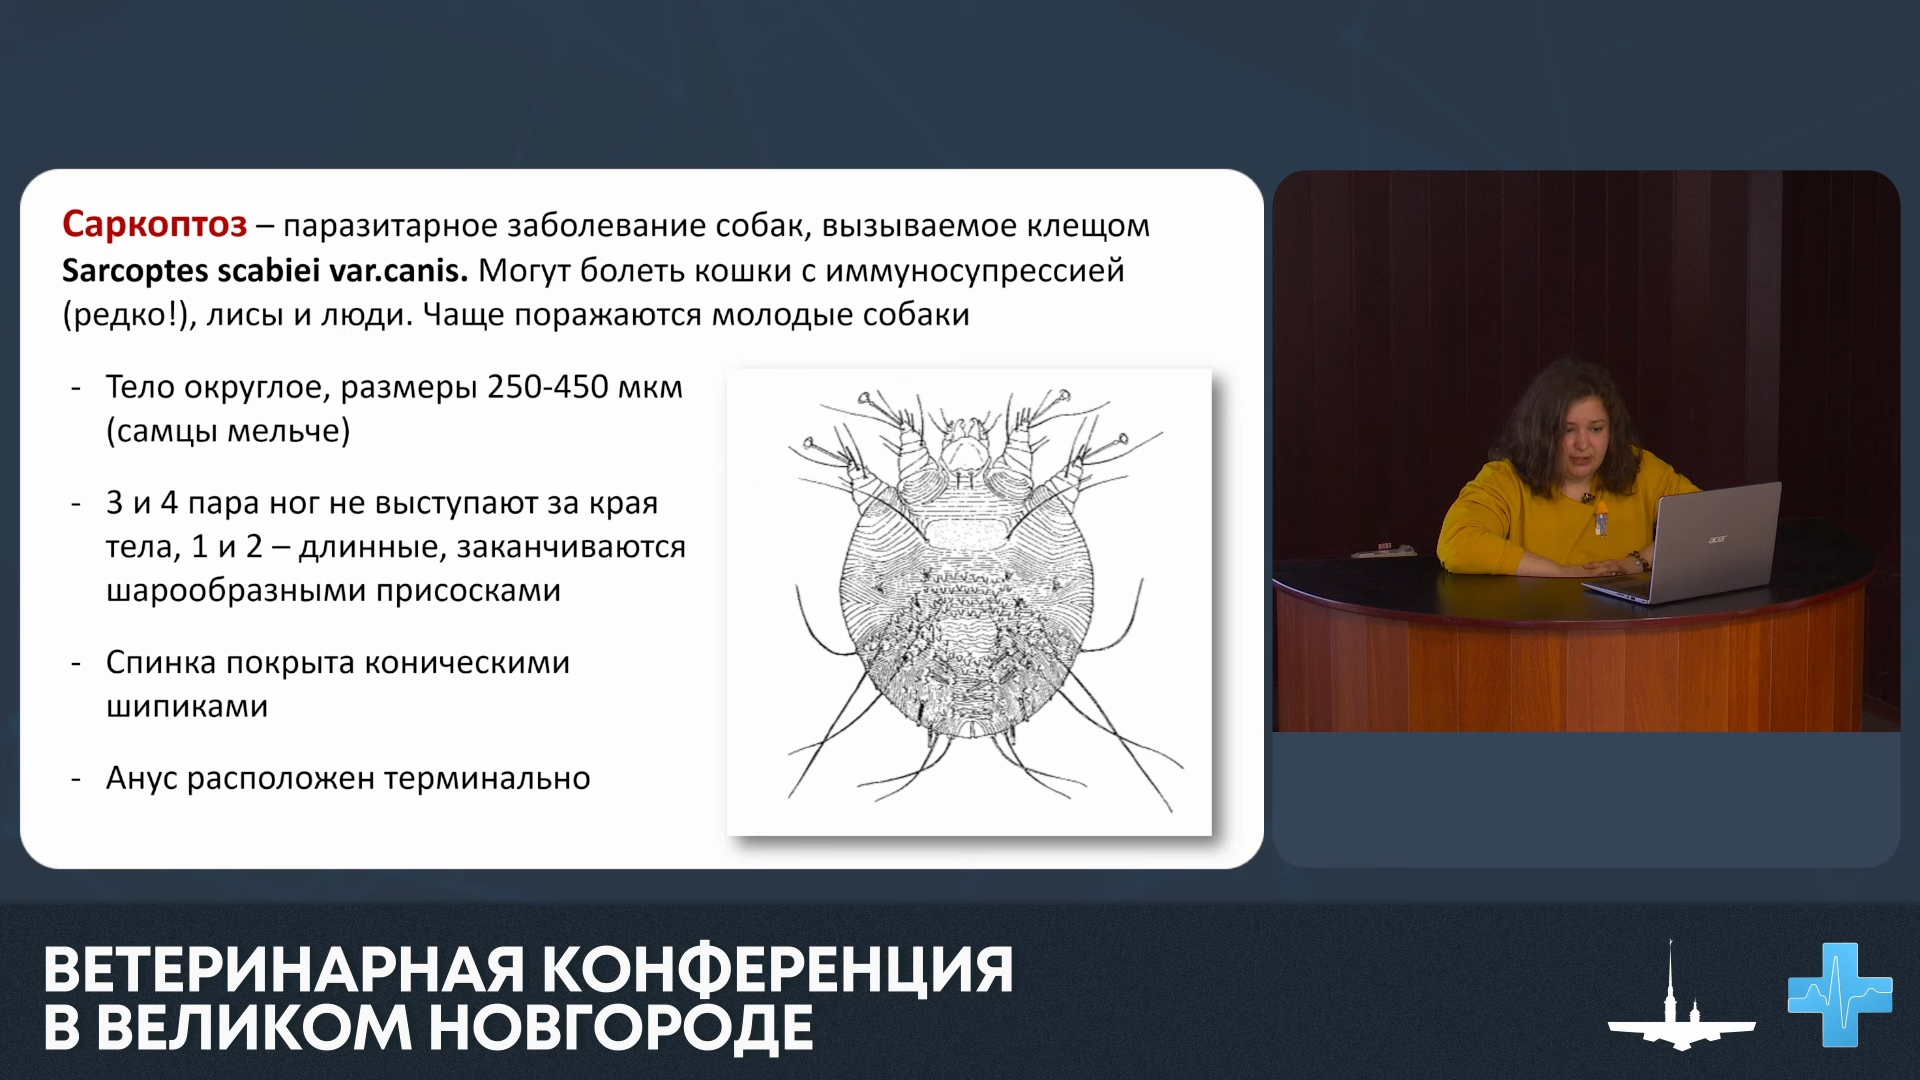 Саркоптоз – паразитарное заболевание собак, вызываемое клещом
Sarcoptes scabiei var.canis. Могут болеть кошки с иммуносупрессией
(редко!), лисы и люди. Чаще поражаются молодые собаки
- Тело округлое, размеры 250-450 мкм
(самцы мельче)
- 3 и 4 пара ног не выступают за края
тела, 1 и 2 – длинные, заканчиваются
шарообразными присосками
- Спинка покрыта коническими
шипиками
- Анус расположен терминально
acer
ВЕТЕРИНАРНАЯ КОНФЕРЕНЦИЯ
В ВЕЛИКОМ НОВГОРОДЕ